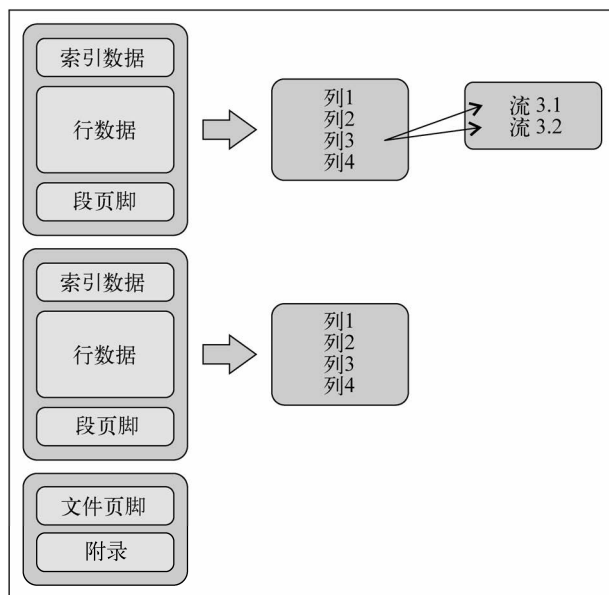 索引数据
行数据
段页脚
列1
列2
列3
列4
流 3.1
流 3.2
索引数据
行数据
段页脚
列1
列2
列3
列4
文件页脚
附录